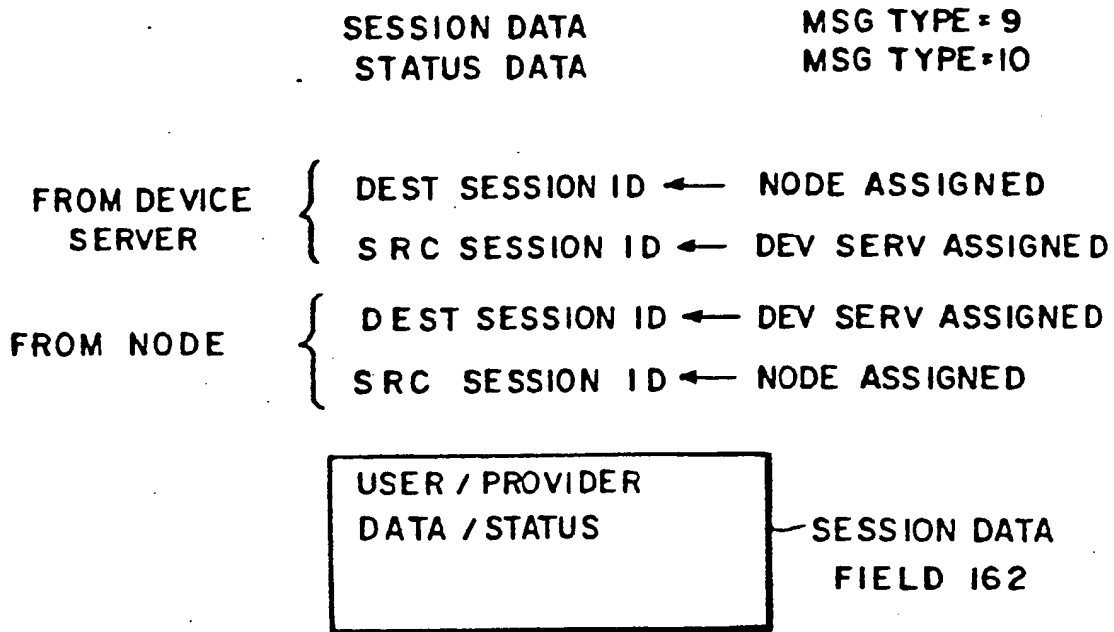 SESSION DATA MSG TYPE=9
STATUS DATA MSG TYPE=10
FROM DEVICE SERVER
DEST SESSION ID ← NODE ASSIGNED
SRC SESSION ID ← DEV SERV ASSIGNED
FROM NODE
DEST SESSION ID ← DEV SERV ASSIGNED
SRC SESSION ID ← NODE ASSIGNED
USER / PROVIDER
DATA / STATUS
SESSION DATA
FIELD 162